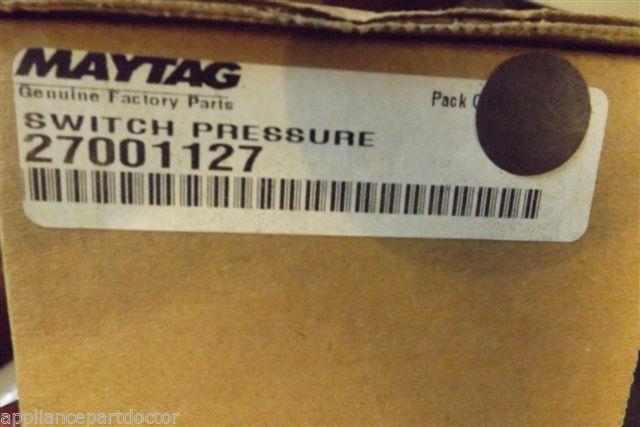 MAYTAG
Genuine Factory Parts
Pack
SWITCH PRESSURE
27001127
appliancepartdoctor